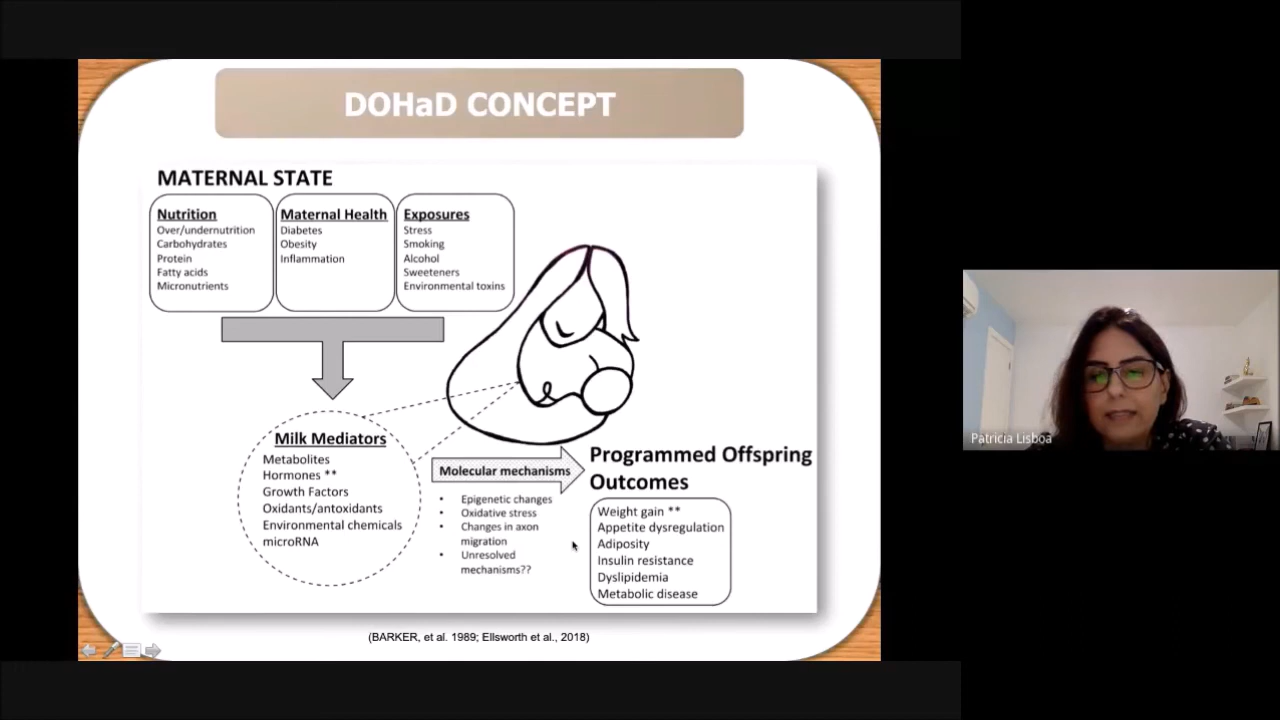 DOHaD CONCEPT
MATERNAL STATE
Nutrition
Over/undernutrition
Carbohydrates
Protein
Fatty acids
Micronutrients
Maternal Health
Diabetes
Obesity
Inflammation
Exposures
Stress
Smoking
Alcohol
Sweeteners
Environmental toxins
Milk Mediators
Metabolites
Hormones **
Growth Factors
Oxidants/antoxidants
Environmental chemicals
microRNA
Molecular mechanisms
• Epigenetic changes
• Oxidative stress
• Changes in axon
migration
• Unresolved
mechanisms??
Programmed Offspring
Outcomes
Weight gain **
Appetite dysregulation
Adiposity
Insulin resistance
Dyslipidemia
Metabolic disease
(BARKER, et al. 1989; Ellsworth et al., 2018)
Patricia Lisboa